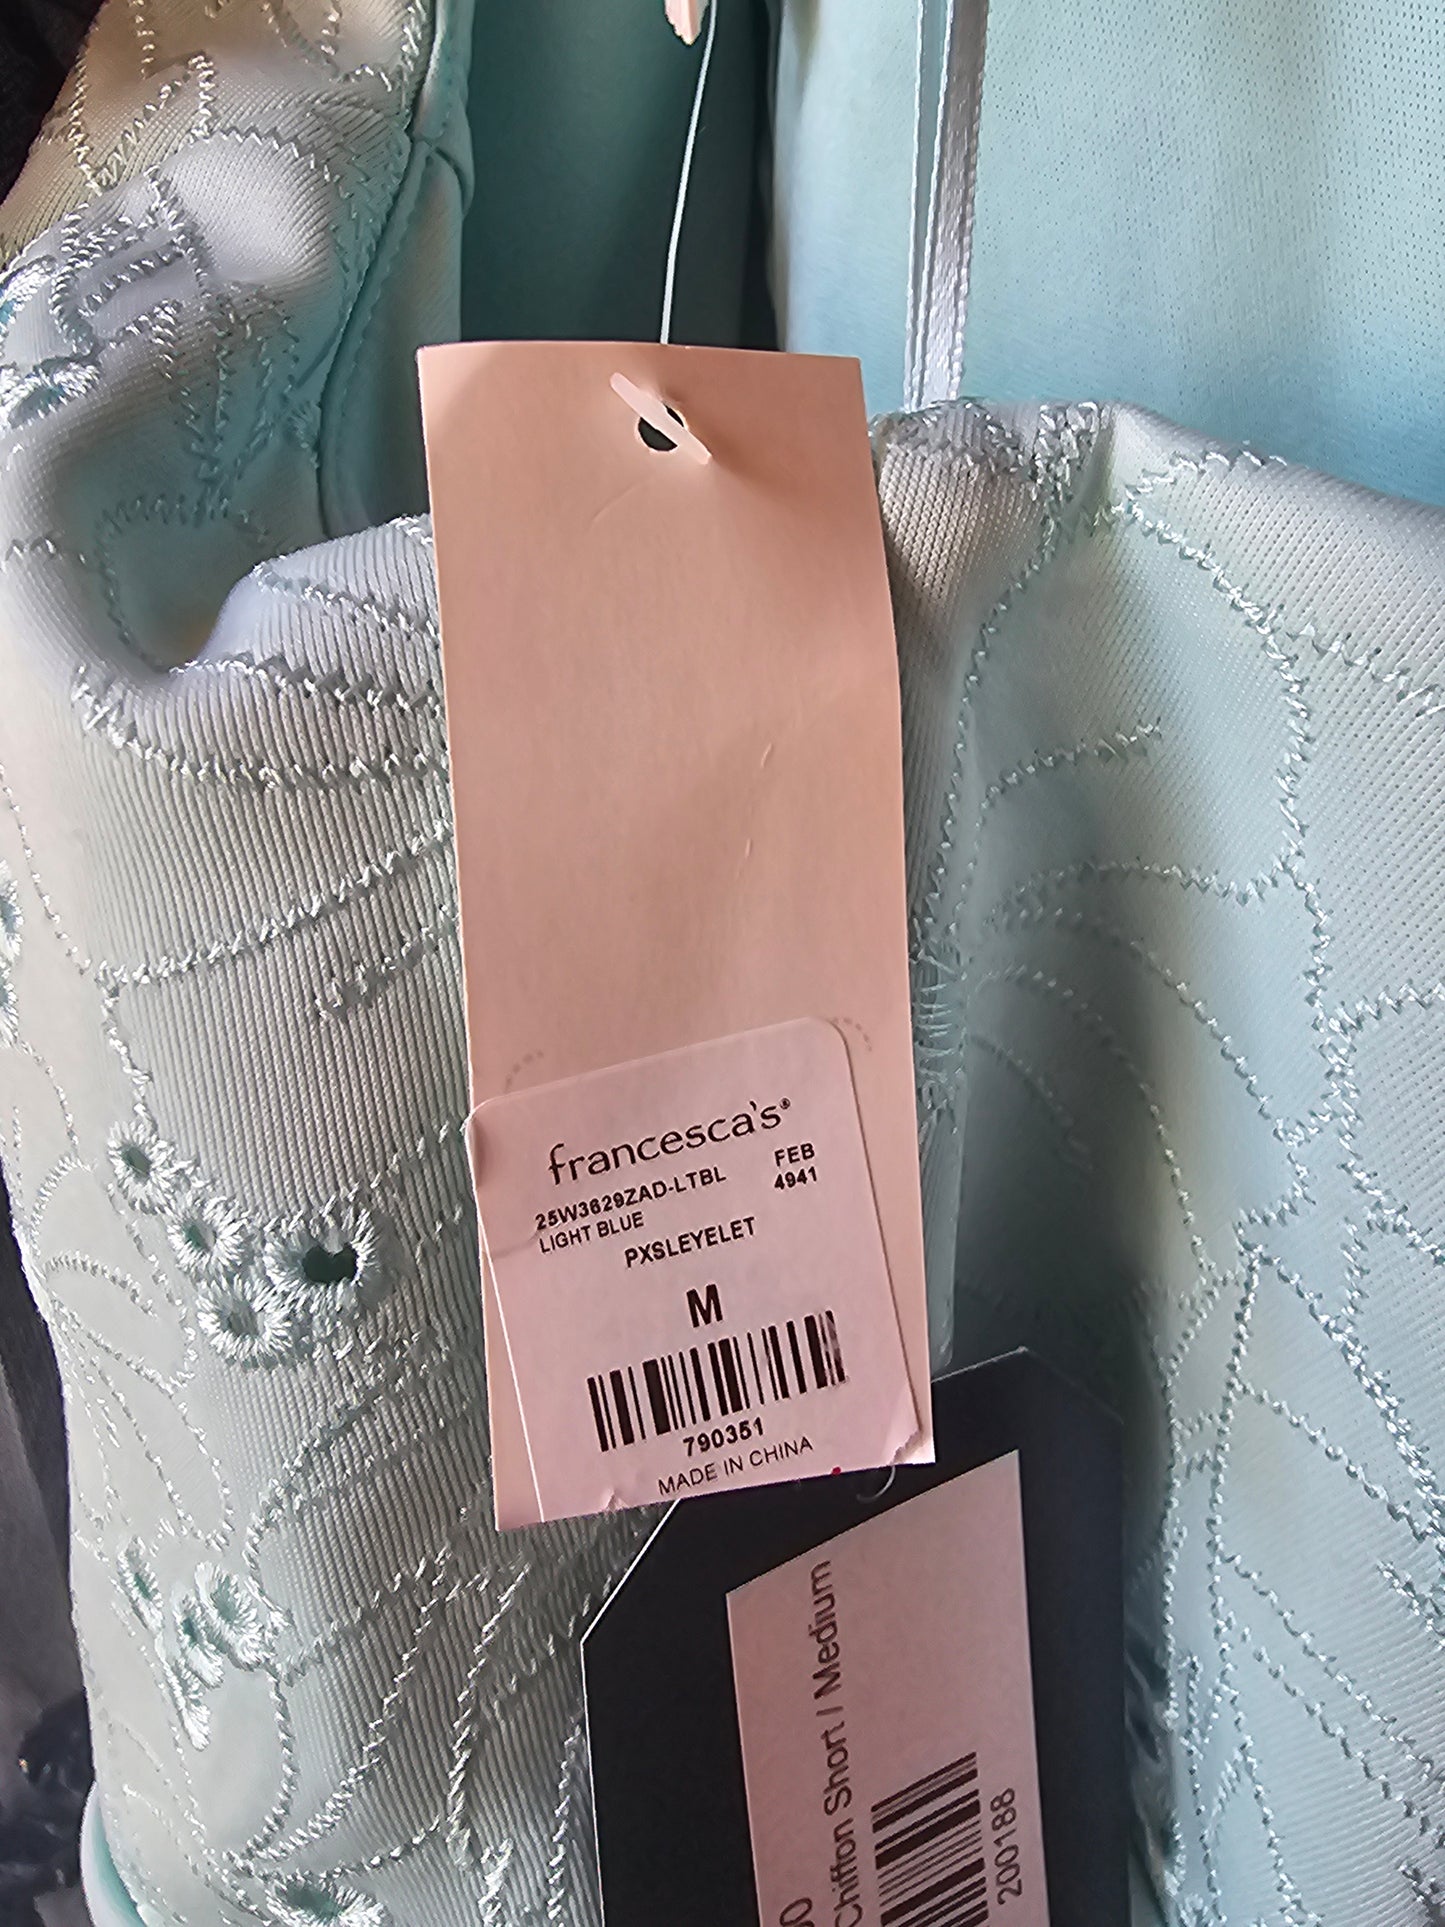 francesca's®
25W3629ZAD-LTBL FEB
LIGHT BLUE 4941
PXSLEYELET
M
790351
MADE IN CHINA
Chiffon Short / Medium
200188